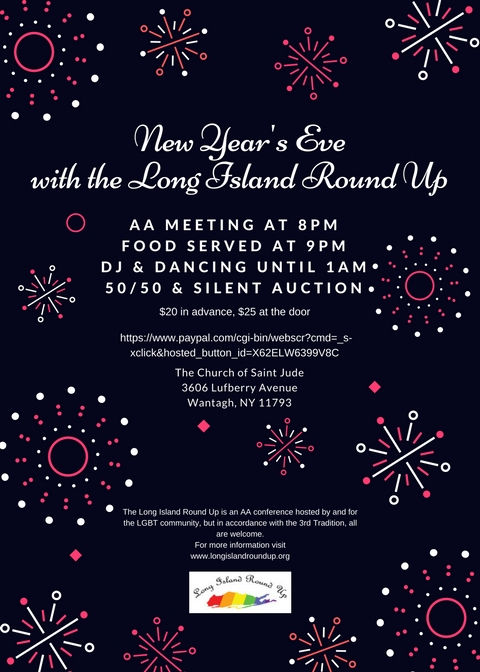 New Year's Eve
with the Long Island Round Up
AA MEETING AT 8PM
FOOD SERVED AT 9PM
DJ & DANCING UNTIL 1AM
50/50 & SILENT AUCTION
$20 in advance, $25 at the door
https://www.paypal.com/cgi-bin/webscr?cmd=_s-
xclick&hosted_button_id=X62ELW6399V8C
The Church of Saint Jude
3606 Lufberry Avenue
Wantagh, NY 11793
The Long Island Round Up is an AA conference hosted by and for
the LGBT community, but in accordance with the 3rd Tradition, all
are welcome.
For more information visit
www.longislandroundup.org
Long Island Round Up